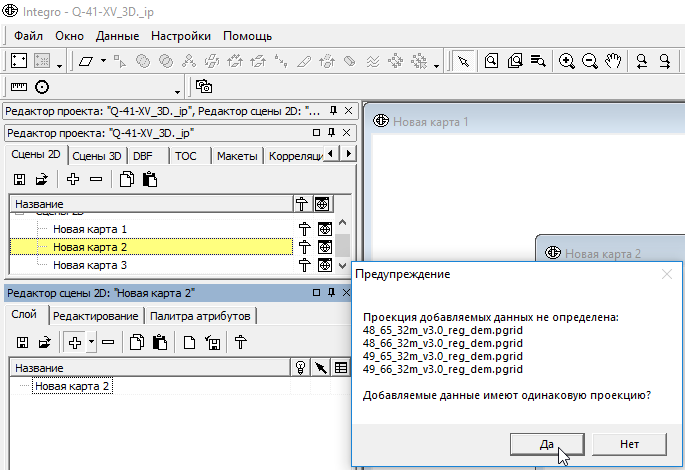 Integro - Q-41-XV_3D._ip
Файл Окно Данные Настройки Помощь
Редактор проекта: "Q-41-XV_3D._ip", Редактор сцены 2D: "...
Редактор проекта: "Q-41-XV_3D._ip"
Сцены 2D Сцены 3D DBF ТОС Макеты Корреляци
Название
Сцены 2D
Новая карта 1
Новая карта 2
Новая карта 3
Редактор сцены 2D: "Новая карта 2"
Слой Редактирование Палитра атрибутов
Название
Новая карта 2
Новая карта 1
Новая карта 2
Предупреждение
Проекция добавляемых данных не определена:
48_65_32m_v3.0_reg_dem.pgrid
48_66_32m_v3.0_reg_dem.pgrid
49_65_32m_v3.0_reg_dem.pgrid
49_66_32m_v3.0_reg_dem.pgrid
Добавляемые данные имеют одинаковую проекцию?
Да Нет